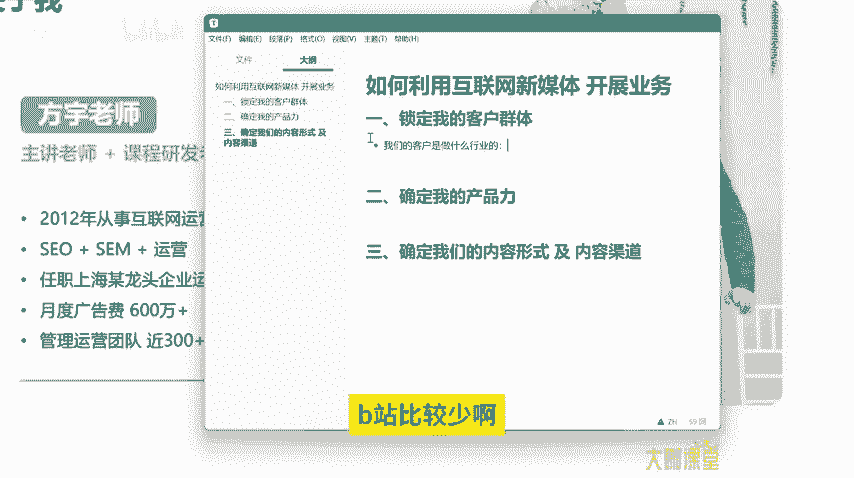 关于我
方宇老师
主讲老师 + 课程研发
• 2012年从事互联网运营
• SEO + SEM + 运营
• 任职上海某龙头企业运
• 月度广告费 600万+
• 管理运营团队 近300+
T
文件(F) 编辑(E) 段落(P) 格式(O) 视图(V) 主题(T) 帮助(H)
文件 大纲
如何利用互联网新媒体 开展业务
一、锁定我的客户群体
二、确定我的产品力
三、确定我们的内容形式 及
内容渠道
如何利用互联网新媒体 开展业务
一、锁定我的客户群体
• 我们的客户是做什么行业的：
二、确定我的产品力
三、确定我们的内容形式 及 内容渠道
ZH 59 词
b站比较少啊